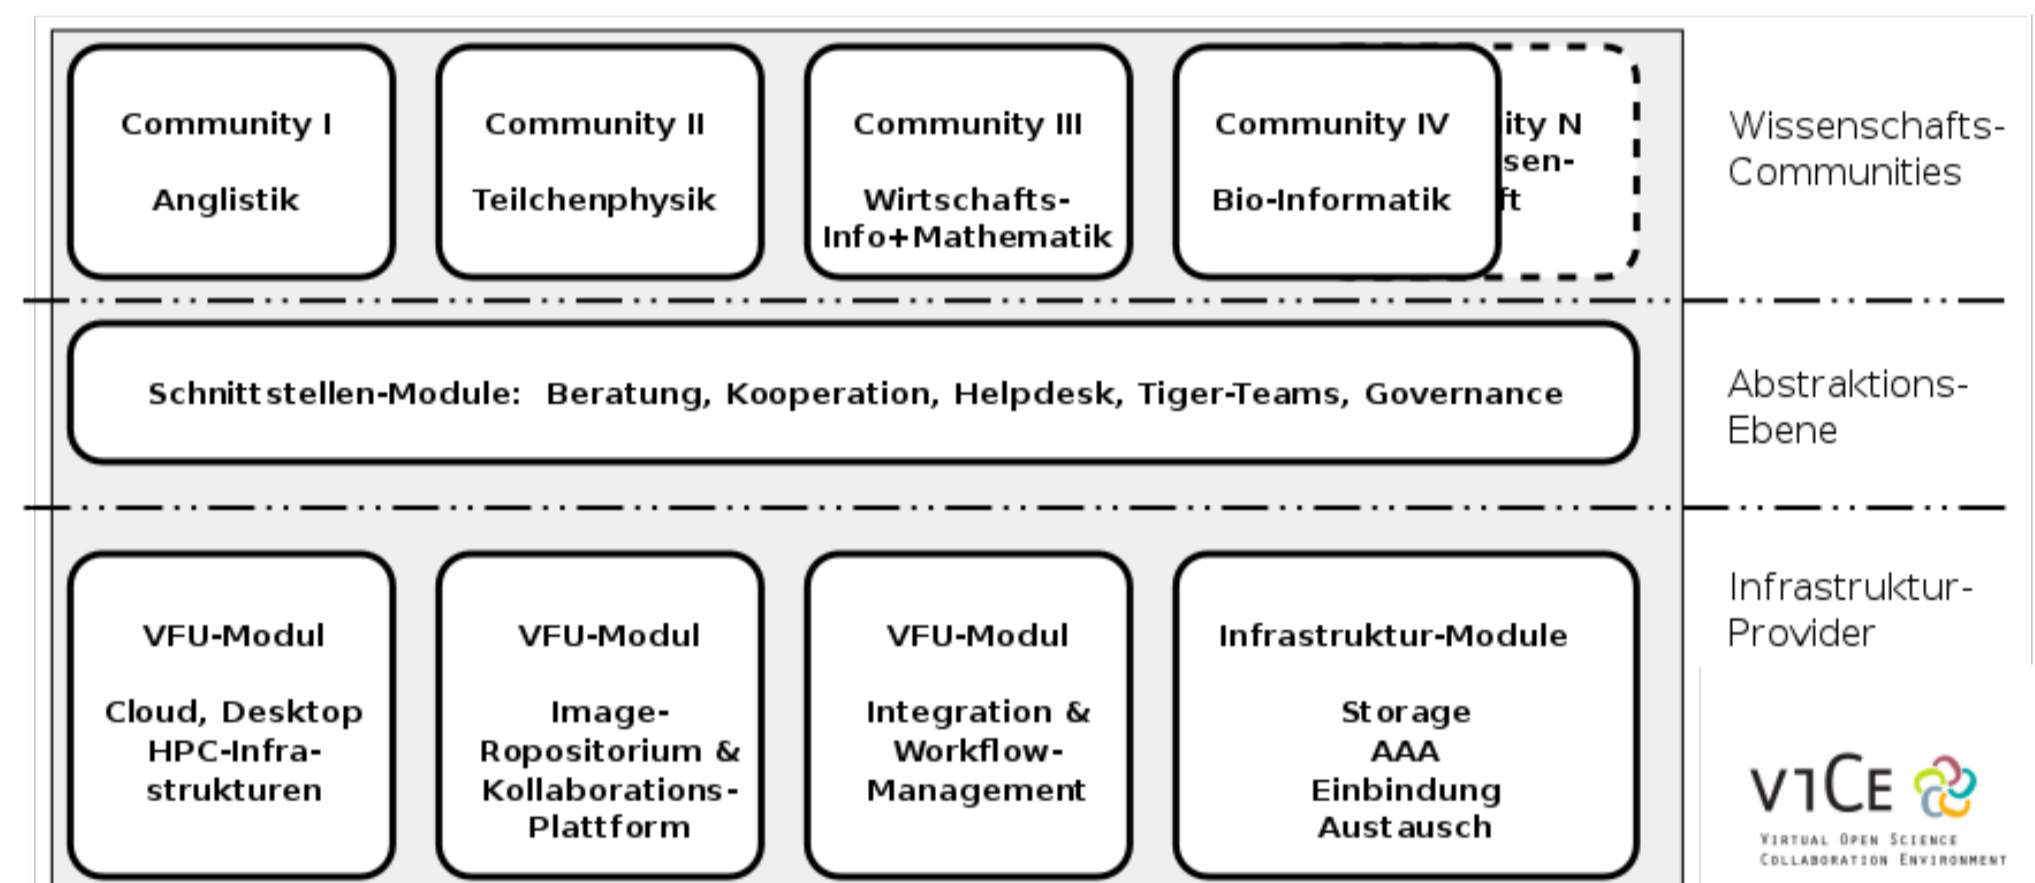 Community I
Anglistik
Community II
Teilchenphysik
Community III
Wirtschafts-
Info+Mathematik
Community IV
Bio-Informatik
ity N
sen-
ft
Wissenschafts-
Communities
Schnittstellen-Module: Beratung, Kooperation, Helpdesk, Tiger-Teams, Governance
Abstraktions-
Ebene
VFU-Modul
Cloud, Desktop
HPC-Infra-
strukturen
VFU-Modul
Image-
Ropositorium &
Kollaborations-
Plattform
VFU-Modul
Integration &
Workflow-
Management
Infrastruktur-Module
Storage
AAA
Einbindung
Austausch
Infrastruktur-
Provider
ViCE
Virtual Open Science
Collaboration Environment